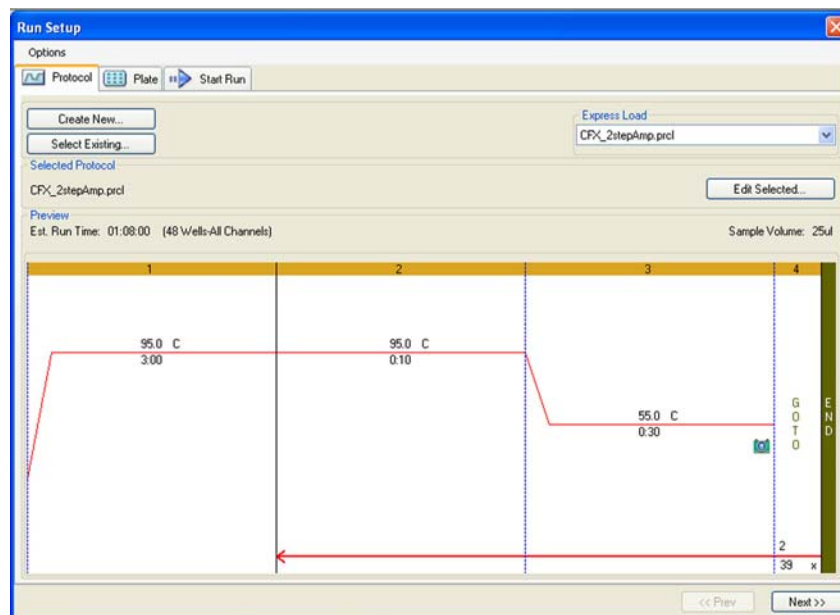 Run Setup
Options
Protocol Plate Start Run
Create New...
Select Existing...
Express Load
CFX_2stepAmp.prcl
Selected Protocol
CFX_2stepAmp.prcl
Edit Selected...
Preview
Est. Run Time: 01:08:00 (48 Wells-All Channels) Sample Volume: 25ul
1 2 3 4
95.0 C 95.0 C
3:00 0:10
55.0 C
0:30
GOTO
END
2
39 x
<< Prev Next >>